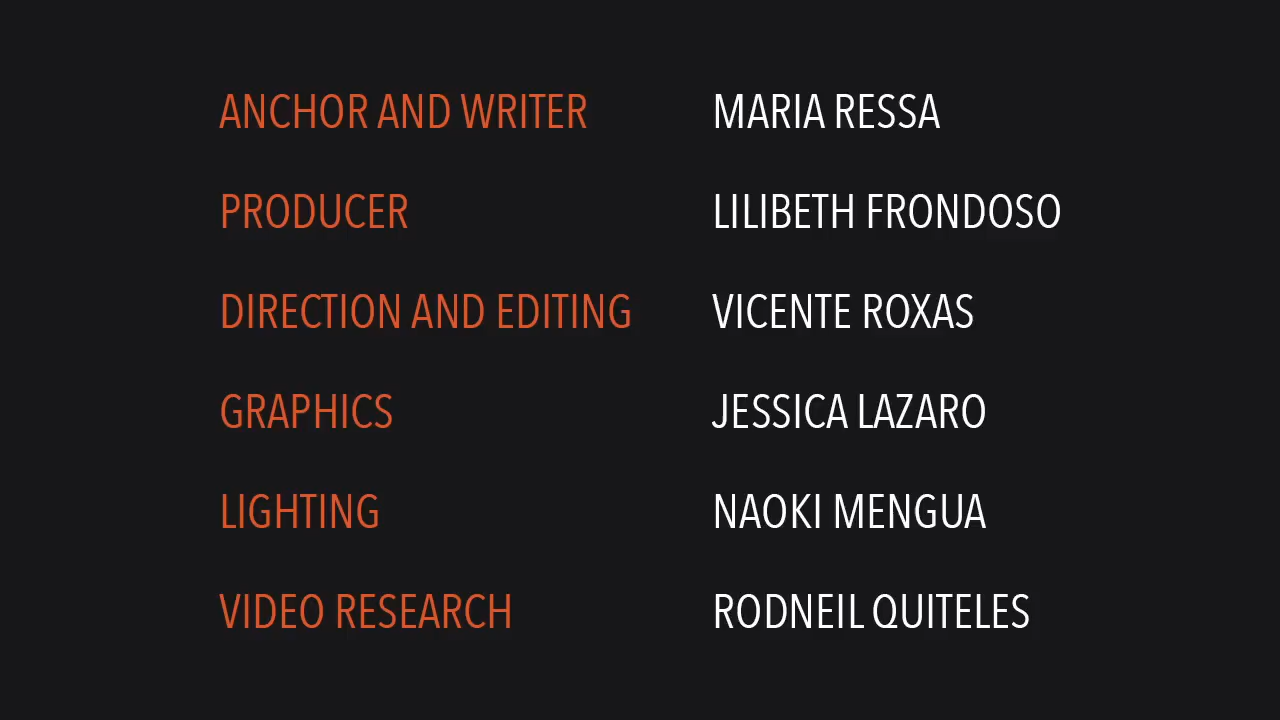 ANCHOR AND WRITER MARIA RESSA
PRODUCER LILIBETH FRONDOSO
DIRECTION AND EDITING VICENTE ROXAS
GRAPHICS JESSICA LAZARO
LIGHTING NAOKI MENGUA
VIDEO RESEARCH RODNEIL QUITELES